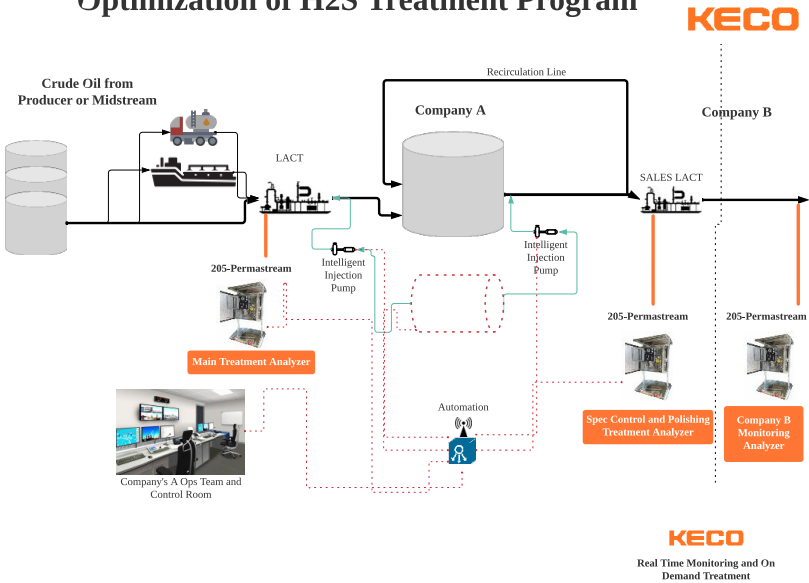 Optimization of H2S Treatment Program
KECO
Crude Oil from
Producer or Midstream
Recirculation Line
Company A
Company B
LACT
SALES LACT
Intelligent
Injection
Pump
Intelligent
Injection
Pump
205-Permastream
205-Permastream
205-Permastream
Main Treatment Analyzer
Automation
Spec Control and Polishing
Treatment Analyzer
Company B
Monitoring
Analyzer
Company's A Ops Team and
Control Room
KECO
Real Time Monitoring and On
Demand Treatment